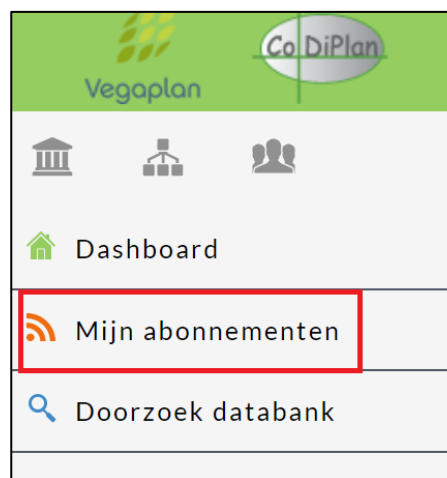 Vegaplan
Co DiPlan
Dashboard
Mijn abonnementen
Doorzoek databank